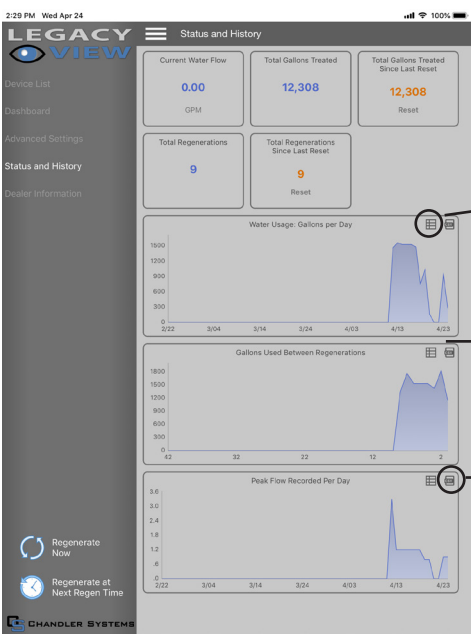 2:29 PM Wed Apr 24
100%
LEGACY
VIEW
Device List
Dashboard
Advanced Settings
Status and History
Dealer Information
Regenerate
Now
Regenerate at
Next Regen Time
CHANDLER SYSTEMS
Status and History
Current Water Flow
0.00
GPM
Total Gallons Treated
12,308
Total Gallons Treated
Since Last Reset
12,308
Reset
Total Regenerations
9
Total Regenerations
Since Last Reset
9
Reset
Water Usage: Gallons per Day
1500
1200
900
600
300
0
2/22 3/04 3/14 3/24 4/03 4/13 4/23
Gallons Used Between Regenerations
1800
1500
1200
900
600
300
0
42 32 22 12 2
Peak Flow Recorded Per Day
3.6
3.0
2.4
1.8
1.2
.6
.0
2/22 3/04 3/14 3/24 4/03 4/13 4/23